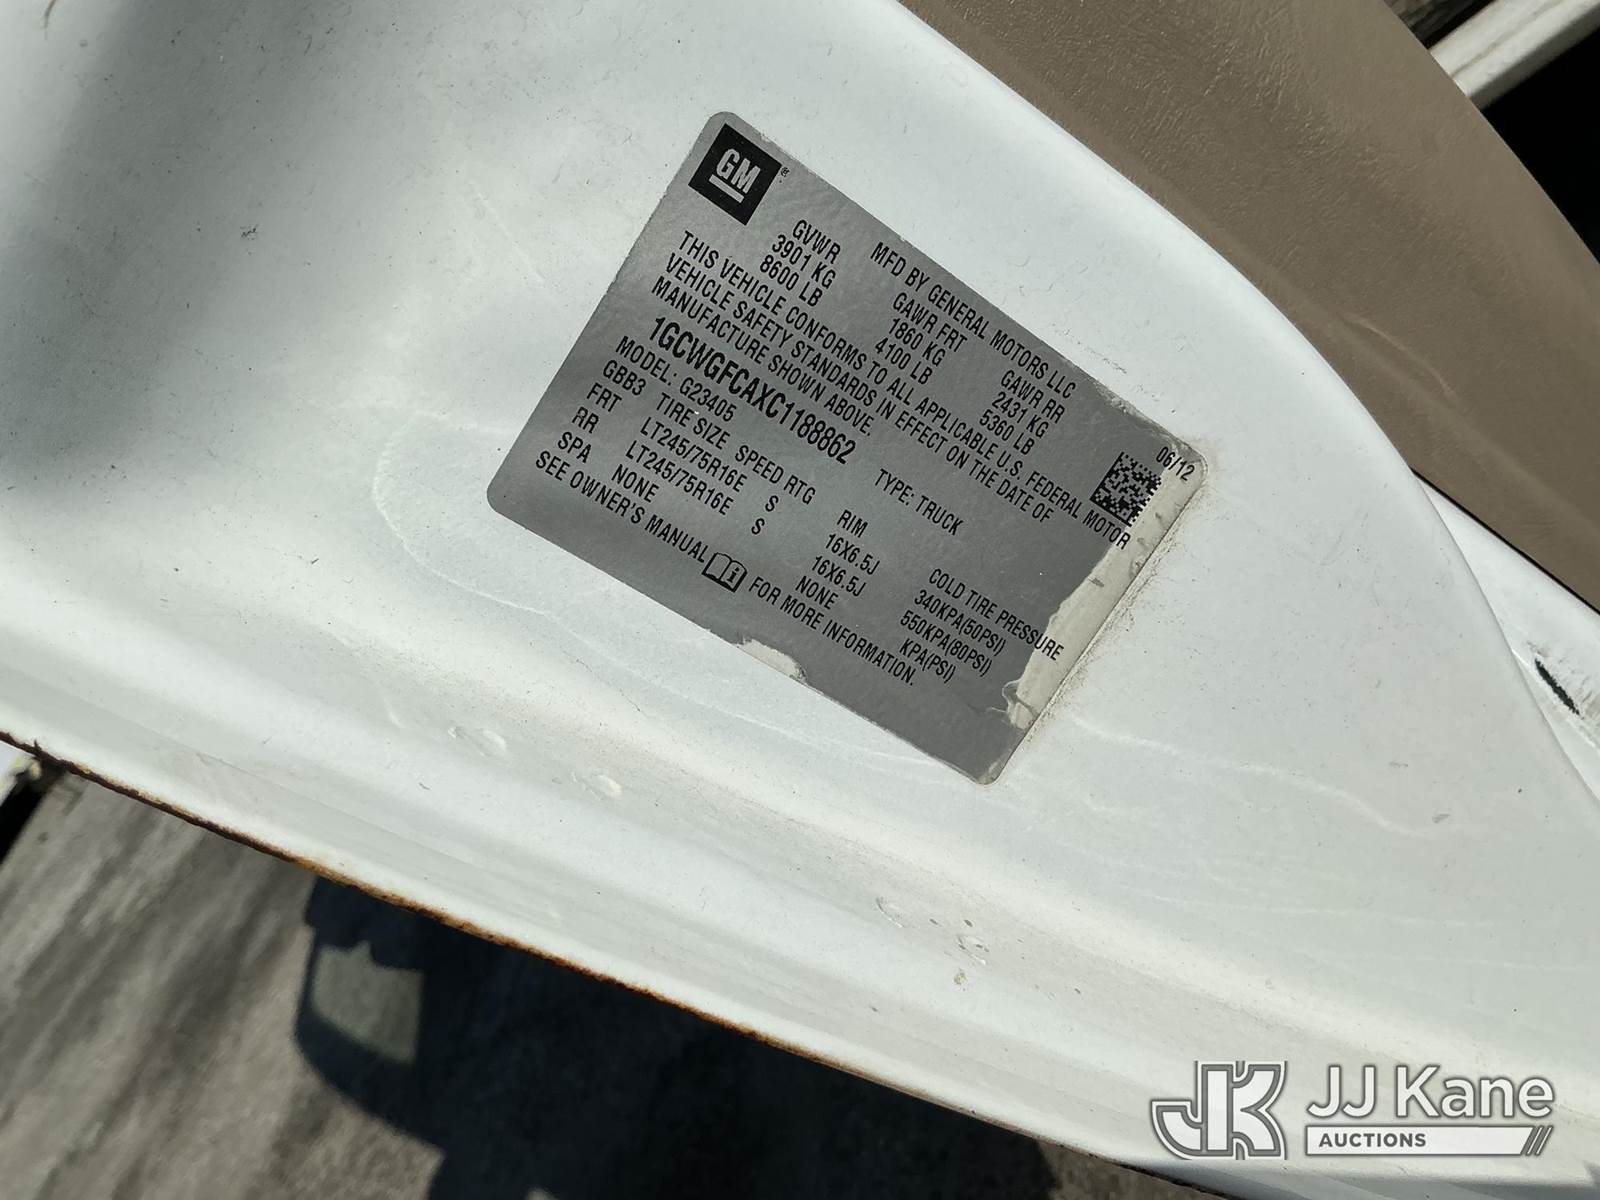 GM ®
MFD BY GENERAL MOTORS LLC 06/12
GVWR GAWR FRT GAWR RR
3901 KG 1860 KG 2431 KG
8600 LB 4100 LB 5360 LB
THIS VEHICLE CONFORMS TO ALL APPLICABLE U.S. FEDERAL MOTOR
VEHICLE SAFETY STANDARDS IN EFFECT ON THE DATE OF
MANUFACTURE SHOWN ABOVE.
1GCWGFCAXC1188862 TYPE: TRUCK
MODEL: G23405
GBB3 TIRE SIZE SPEED RTG RIM COLD TIRE PRESSURE
FRT LT245/75R16E S 16X6.5J 340KPA(50PSI)
RR LT245/75R16E S 16X6.5J 550KPA(80PSI)
SPA NONE NONE KPA(PSI)
SEE OWNER'S MANUAL FOR MORE INFORMATION.
JK JJ Kane
AUCTIONS